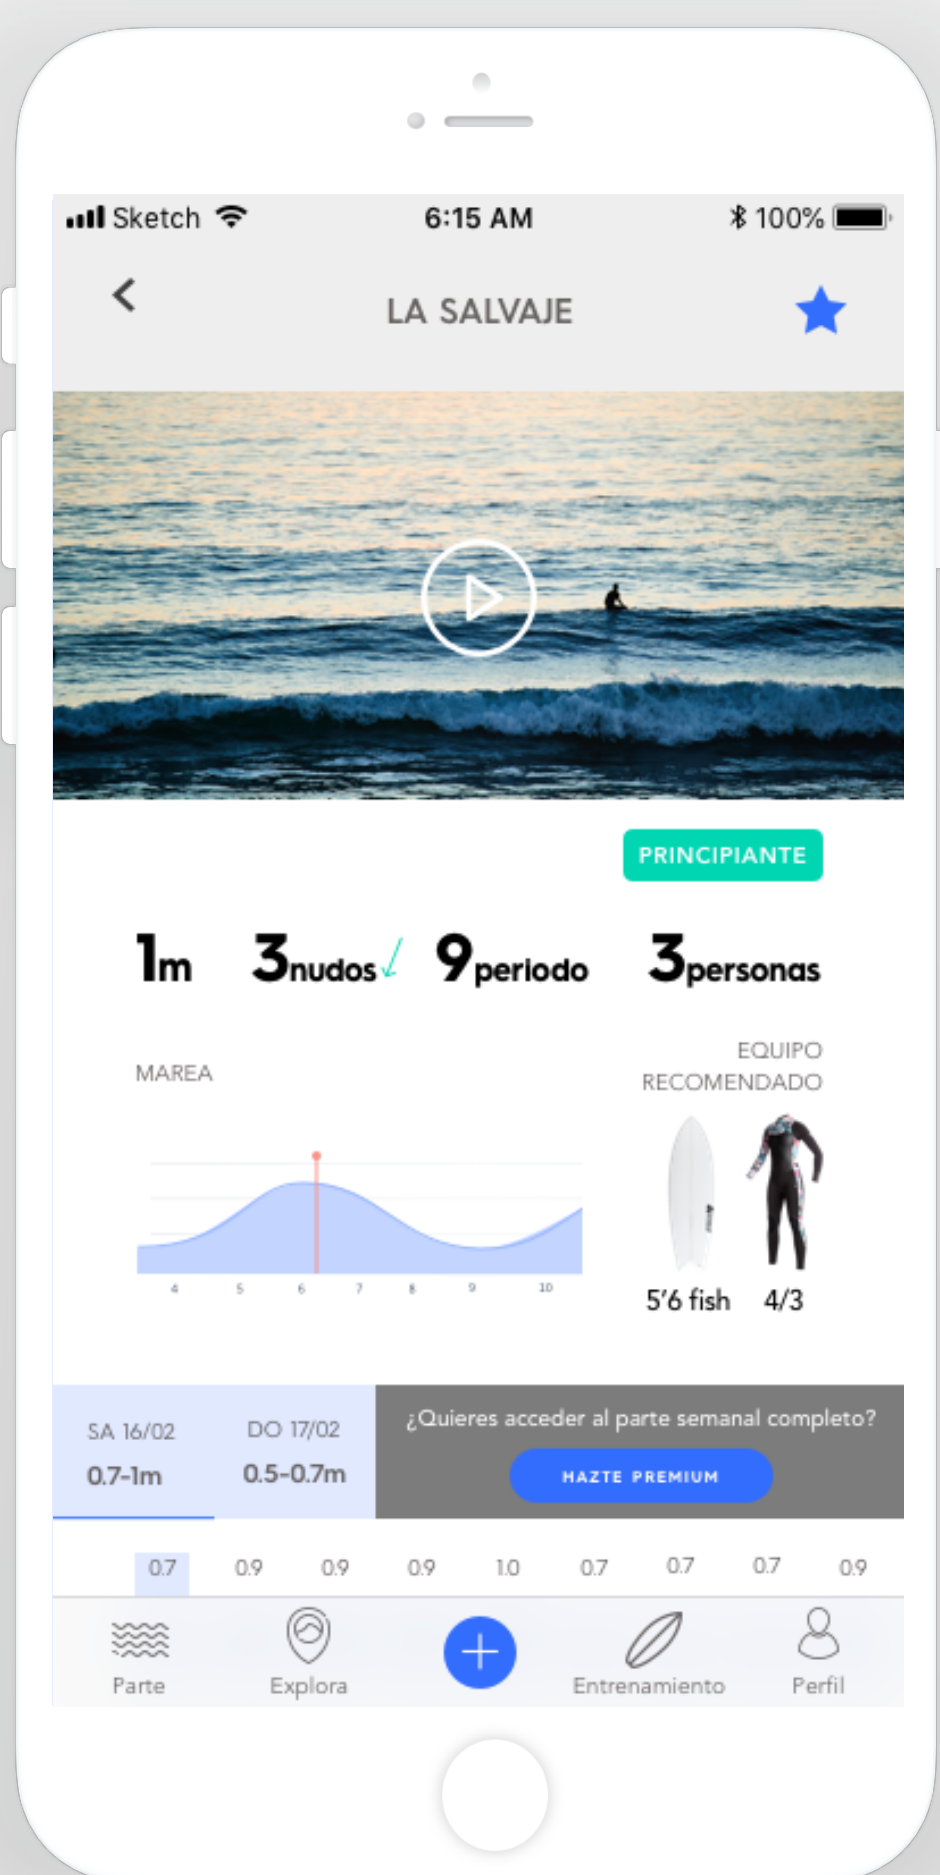 Sketch 6:15 AM 100%
LA SALVAJE
PRINCIPIANTE
1m 3nudos 9periodo 3personas
MAREA
EQUIPO
RECOMENDADO
4 5 6 7 8 9 10
5'6 fish 4/3
SA 16/02 DO 17/02
0.7-1m 0.5-0.7m
¿Quieres acceder al parte semanal completo?
HAZTE PREMIUM
0.7 0.9 0.9 0.9 1.0 0.7 0.7 0.7 0.9
Parte Explora Entrenamiento Perfil